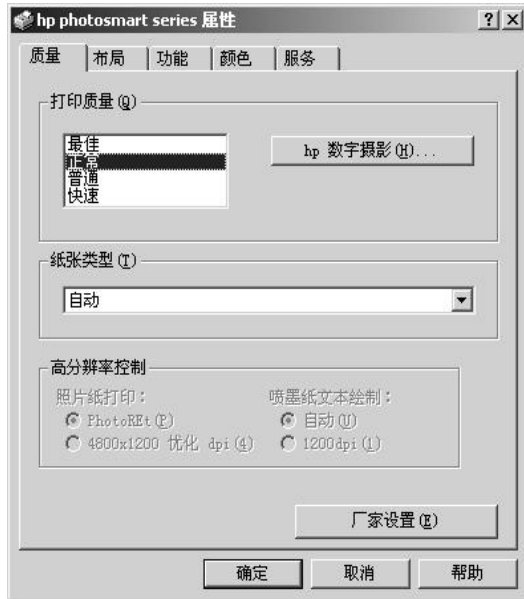 hp photosmart series 属性
质量 布局 功能 颜色 服务
打印质量(Q)
最佳
正常
普通
快速
hp 数字摄影(H)...
纸张类型(T)
自动
高分辨率控制
照片纸打印： 喷墨纸文本绘制：
PhotoREt(P) 自动(U)
4800x1200 优化 dpi(4) 1200dpi(1)
厂家设置(E)
确定 取消 帮助